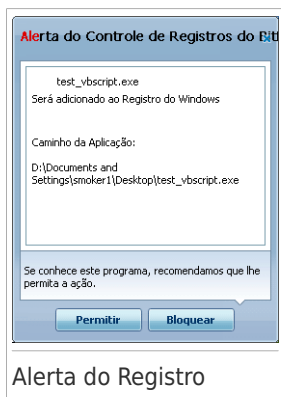 Alerta do Controle de Registros do Bit
test_vbscript.exe
Será adicionado ao Registro do Windows
Caminho da Aplicação:
D:\Documents and
Settings\smoker1\Desktop\test_vbscript.exe
Se conhece este programa, recomendamos que lhe
permita a ação.
Permitir Bloquear
Alerta do Registro